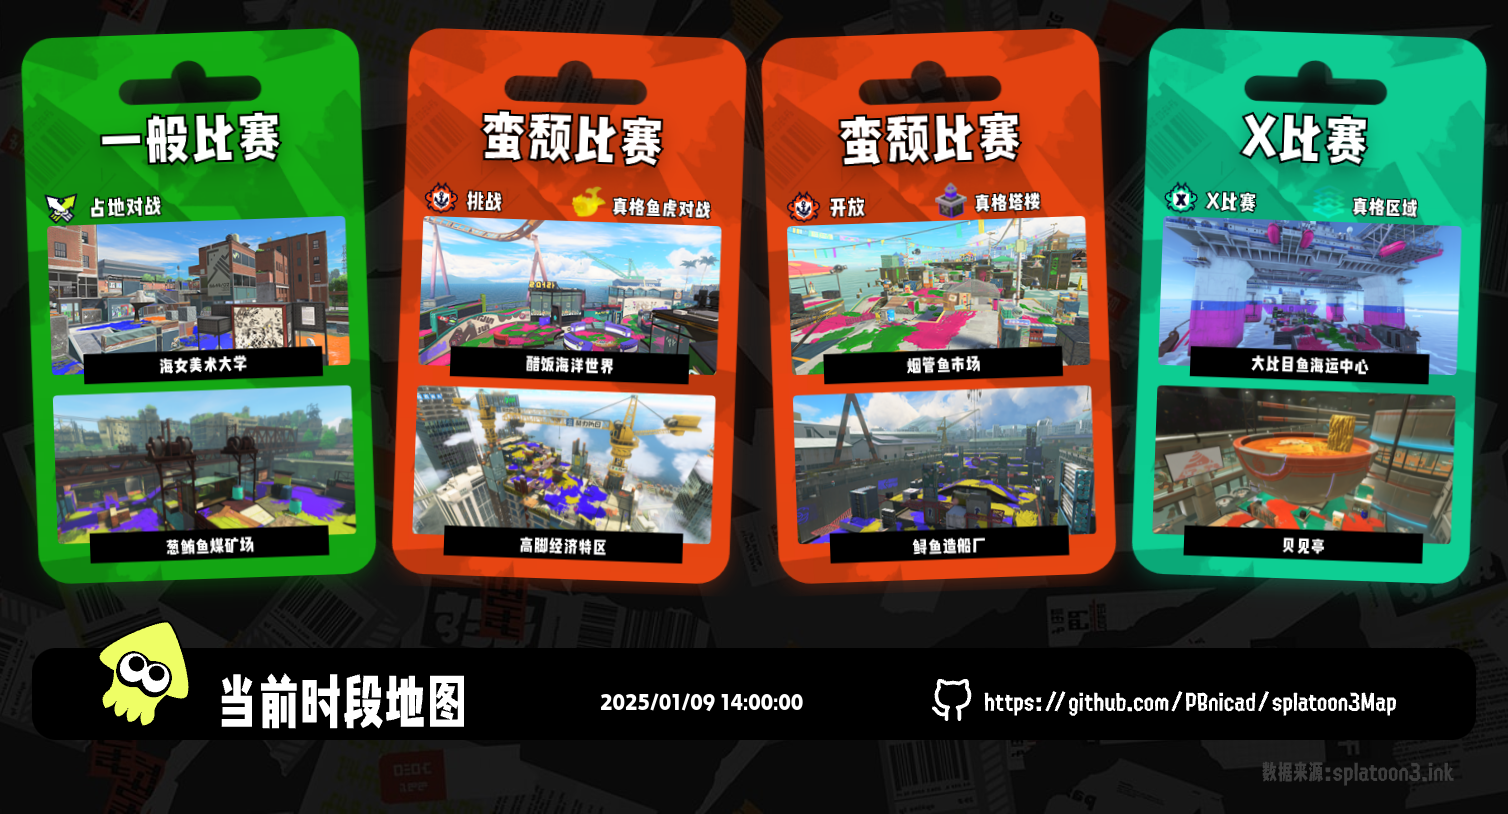 一般比赛
占地对战
海女美术大学
葱鲔鱼煤矿场
蛮颓比赛
挑战
真格鱼虎对战
醋饭海洋世界
高脚经济特区
蛮颓比赛
开放
真格塔楼
烟管鱼市场
鲟鱼造船厂
X比赛
X比赛
真格区域
大比目鱼海运中心
贝见亭
当前时段地图
2025/01/09 14:00:00
https://github.com/PBnicad/splatoon3Map
数据来源:splatoon3.ink